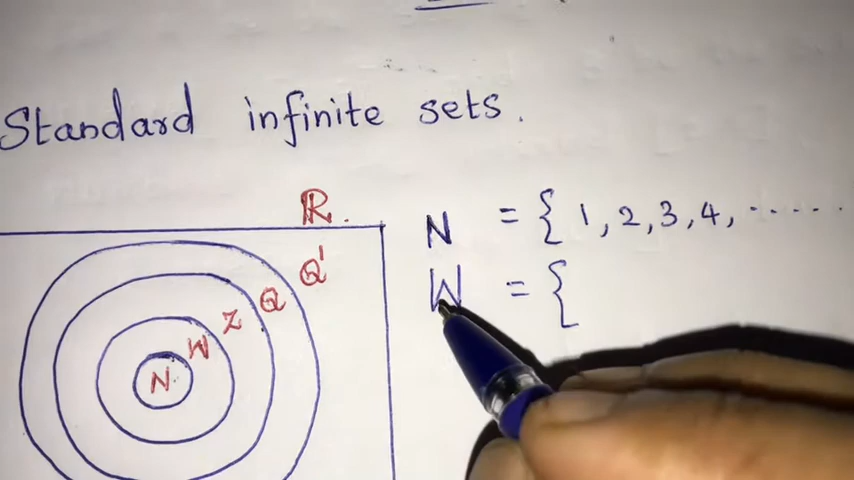 Standard infinite sets.
R.
N = { 1, 2, 3, 4, ......
Q'
W = {
Q
Z
W
N.